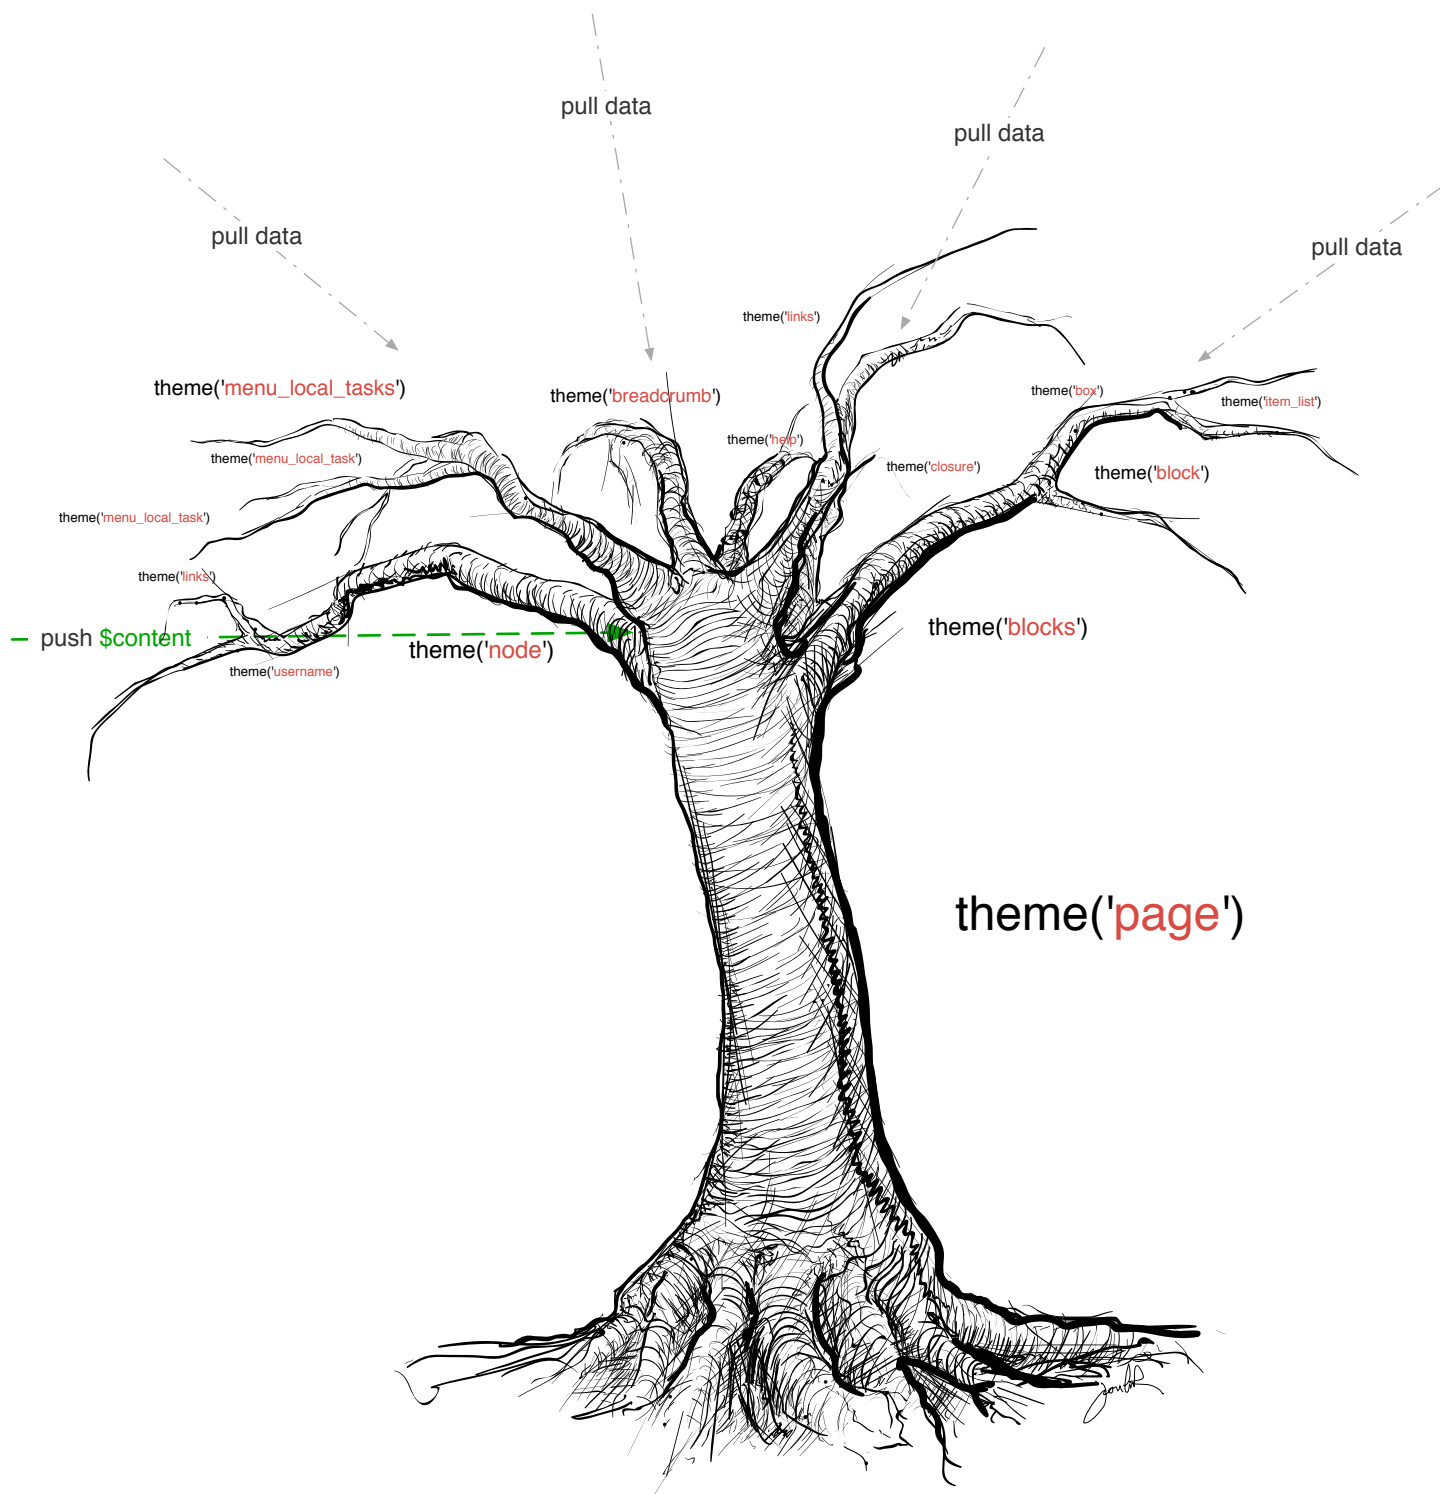 pull data
pull data
pull data
pull data
theme('links')
theme('menu_local_tasks')
theme('breadcrumb')
theme('box')
theme('item_list')
theme('help')
theme('menu_local_task')
theme('closure')
theme('block')
theme('menu_local_task')
theme('links')
push $content
theme('node')
theme('blocks')
theme('username')
theme('page')